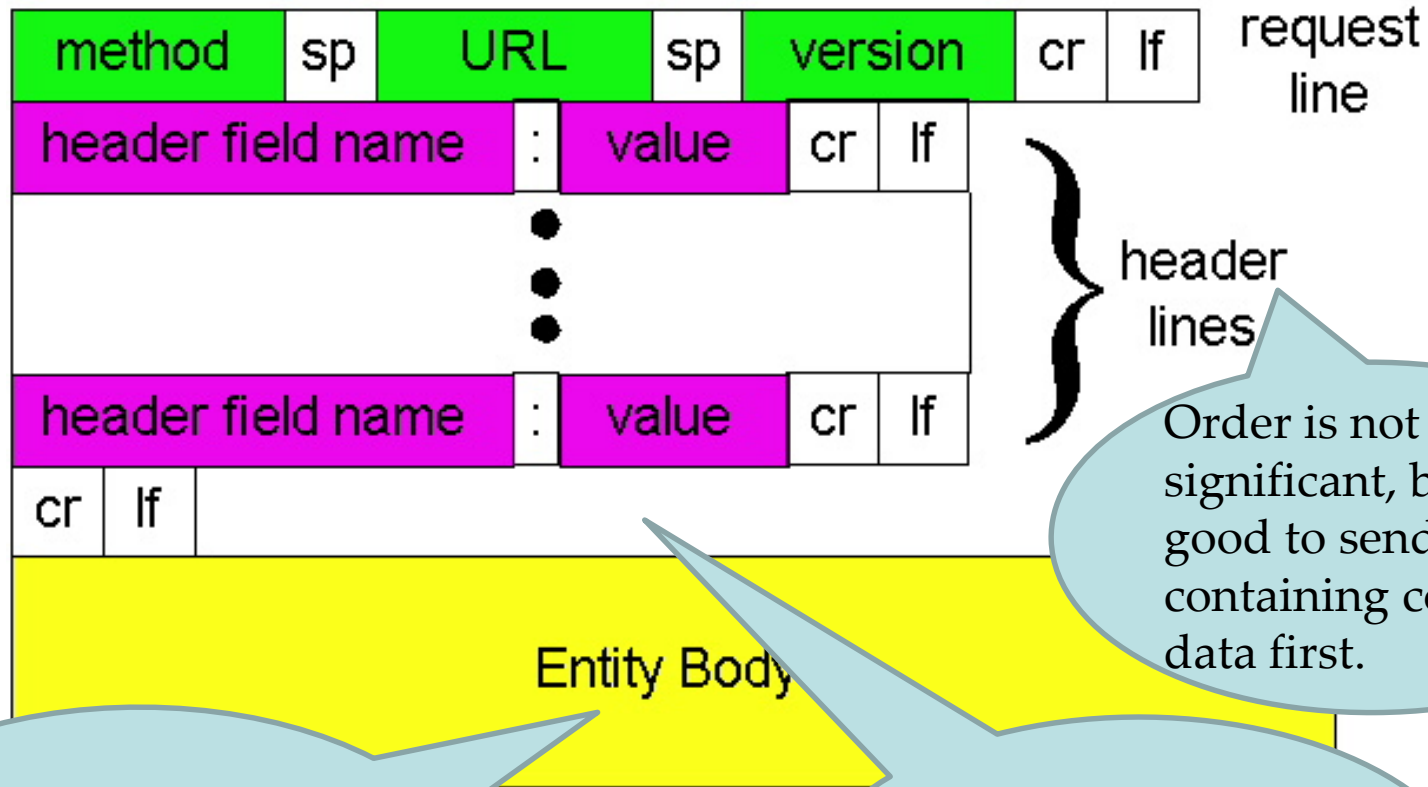 method sp URL sp version cr lf
request
line
header field name : value cr lf
header
lines
header field name : value cr lf
cr lf
Order is not
significant, b
good to send
containing c
data first.
Entity Body